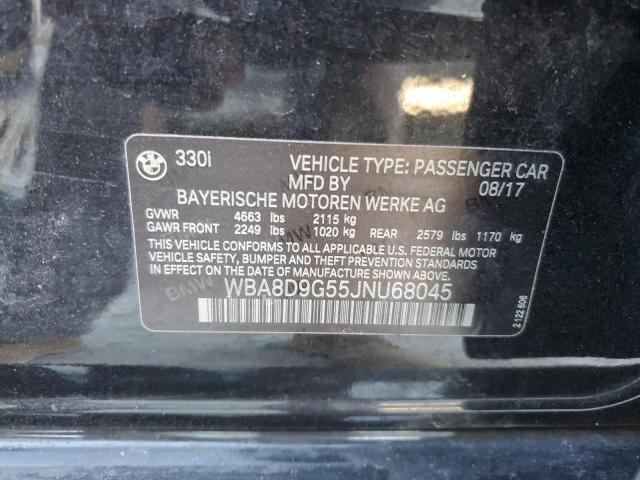 330i VEHICLE TYPE: PASSENGER CAR
MFD BY 08/17
BAYERISCHE MOTOREN WERKE AG
GVWR 4663 lbs 2115 kg
GAWR FRONT 2249 lbs 1020 kg REAR 2579 lbs 1170 kg
THIS VEHICLE CONFORMS TO ALL APPLICABLE U.S. FEDERAL MOTOR
VEHICLE SAFETY, BUMPER AND THEFT PREVENTION STANDARDS
IN EFFECT ON THE DATE OF MANUFACTURE SHOWN ABOVE
WBA8D9G55JNU68045
2122606